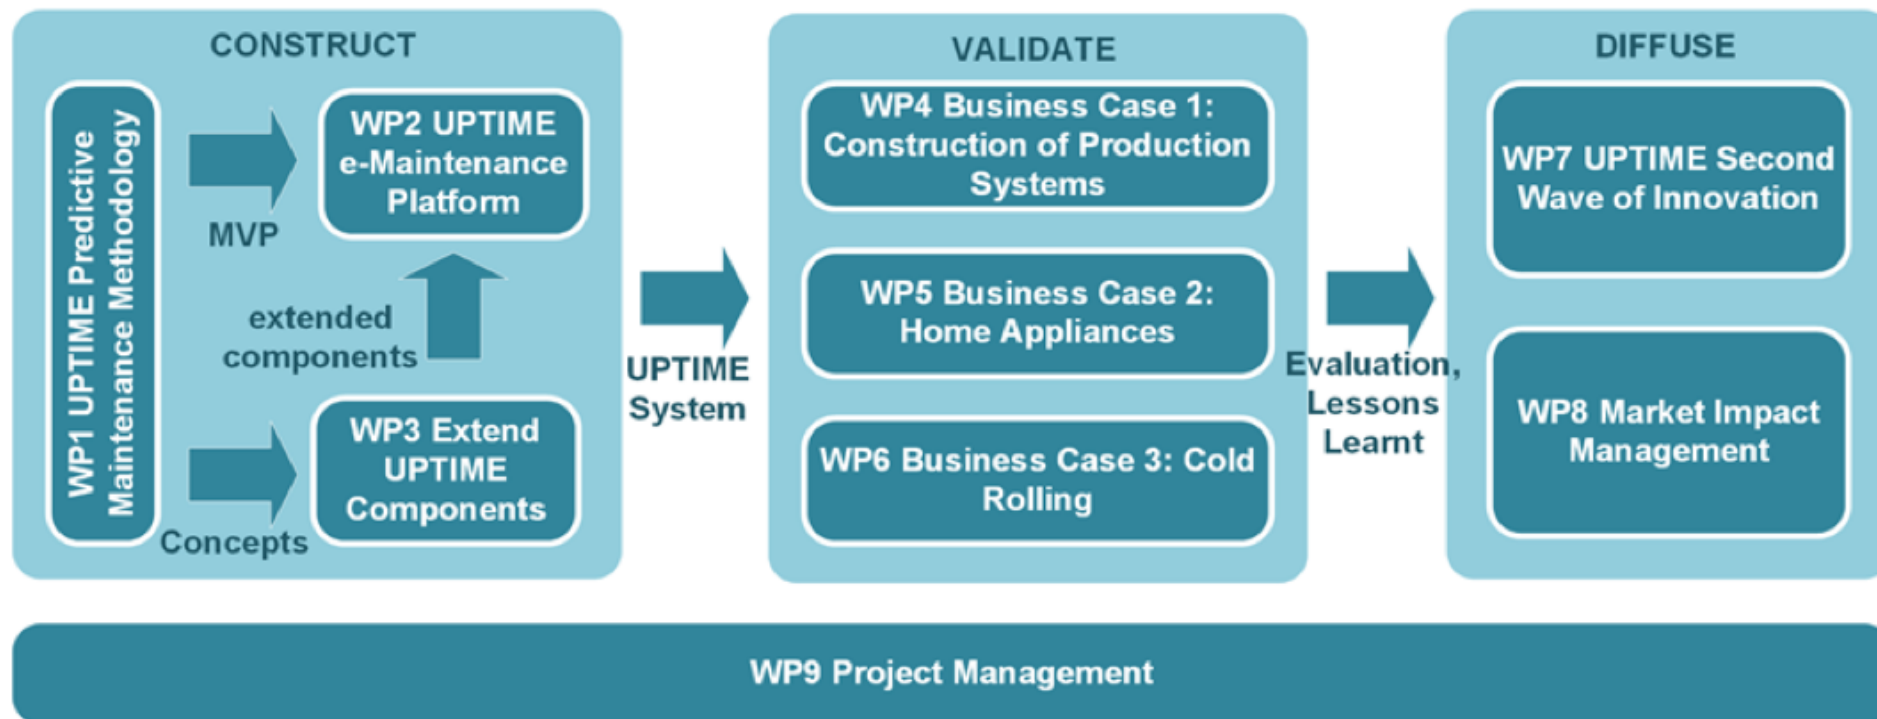 CONSTRUCT
WP1 UPTIME Predictive
Maintenance Methodology
MVP
WP2 UPTIME
e-Maintenance
Platform
extended
components
Concepts
WP3 Extend
UPTIME
Components
UPTIME
System
VALIDATE
WP4 Business Case 1:
Construction of Production
Systems
WP5 Business Case 2:
Home Appliances
WP6 Business Case 3: Cold
Rolling
Evaluation,
Lessons
Learnt
DIFFUSE
WP7 UPTIME Second
Wave of Innovation
WP8 Market Impact
Management
WP9 Project Management